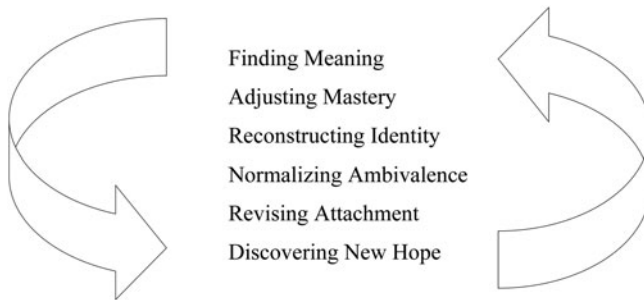 Finding Meaning
Adjusting Mastery
Reconstructing Identity
Normalizing Ambivalence
Revising Attachment
Discovering New Hope